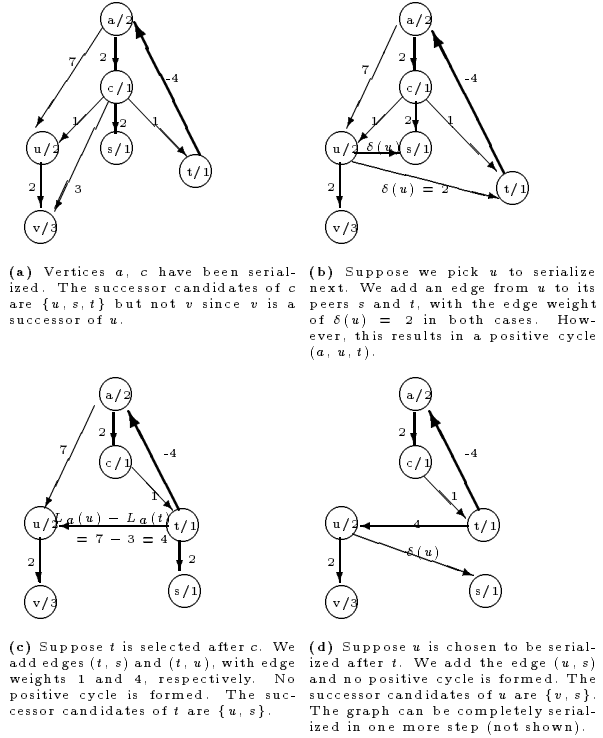 a/2
7
2
-4
c/1
1
2
1
u/2
s/1
t/1
2
3
v/3
a/2
7
2
-4
c/1
1
2
1
u/2
δ(u)
s/1
2
δ(u) = 2
t/1
v/3
(a) Vertices a, c have been serial-
ized. The successor candidates of c
are {u, s, t} but not v since v is a
successor of u.
(b) Suppose we pick u to serialize
next. We add an edge from u to its
peers s and t, with the edge weight
of δ(u) = 2 in both cases. How-
ever, this results in a positive cycle
(a, u, t).
a/2
7
2
-4
c/1
1
u/2
La(u) − La(t)
t/1
= 7 − 3 = 4
2
2
v/3
s/1
a/2
2
-4
c/1
1
u/2
4
t/1
2
δ(u)
v/3
s/1
(c) Suppose t is selected after c. We
add edges (t, s) and (t, u), with edge
weights 1 and 4, respectively. No
positive cycle is formed. The suc-
cessor candidates of t are {u, s}.
(d) Suppose u is chosen to be serial-
ized after t. We add the edge (u, s)
and no positive cycle is formed. The
successor candidates of u are {v, s}.
The graph can be completely serial-
ized in one more step (not shown).